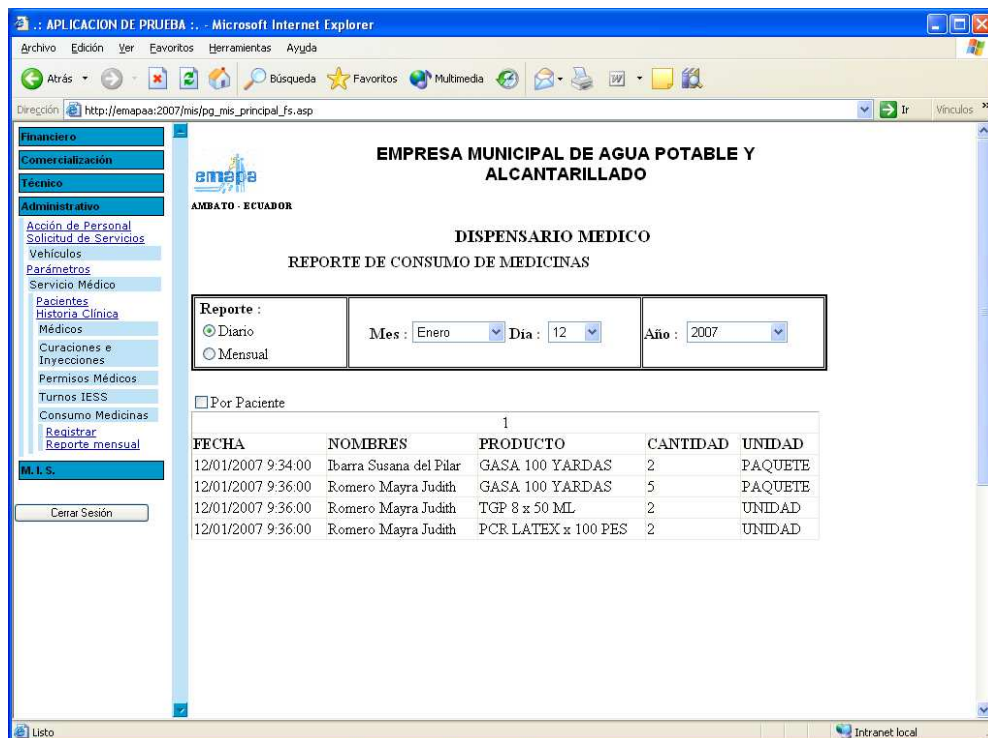 .: APLICACION DE PRUEBA :. - Microsoft Internet Explorer
Archivo Edición Ver Favoritos Herramientas Ayuda
Atrás Búsqueda Favoritos Multimedia
Dirección http://emapaa:2007/mis/pg_mis_principal_fs.asp Ir Vínculos »
Financiero
Comercialización
Técnico
Administrativo
Acción de Personal
Solicitud de Servicios
Vehículos
Parámetros
Servicio Médico
Pacientes
Historia Clínica
Médicos
Curaciones e
Inyecciones
Permisos Médicos
Turnos IESS
Consumo Medicinas
Registrar
Reporte mensual
M. I. S.
Cerrar Sesión
emapa
AMBATO - ECUADOR
EMPRESA MUNICIPAL DE AGUA POTABLE Y
ALCANTARILLADO
DISPENSARIO MEDICO
REPORTE DE CONSUMO DE MEDICINAS
Reporte :
Diario
Mensual
Mes : Enero Día : 12 Año : 2007
Por Paciente
1
FECHA NOMBRES PRODUCTO CANTIDAD UNIDAD
12/01/2007 9:34:00 Ibarra Susana del Pilar GASA 100 YARDAS 2 PAQUETE
12/01/2007 9:36:00 Romero Mayra Judith GASA 100 YARDAS 5 PAQUETE
12/01/2007 9:36:00 Romero Mayra Judith TGP 8 x 50 ML 2 UNIDAD
12/01/2007 9:36:00 Romero Mayra Judith PCR LATEX x 100 PES 2 UNIDAD
Listo Intranet local